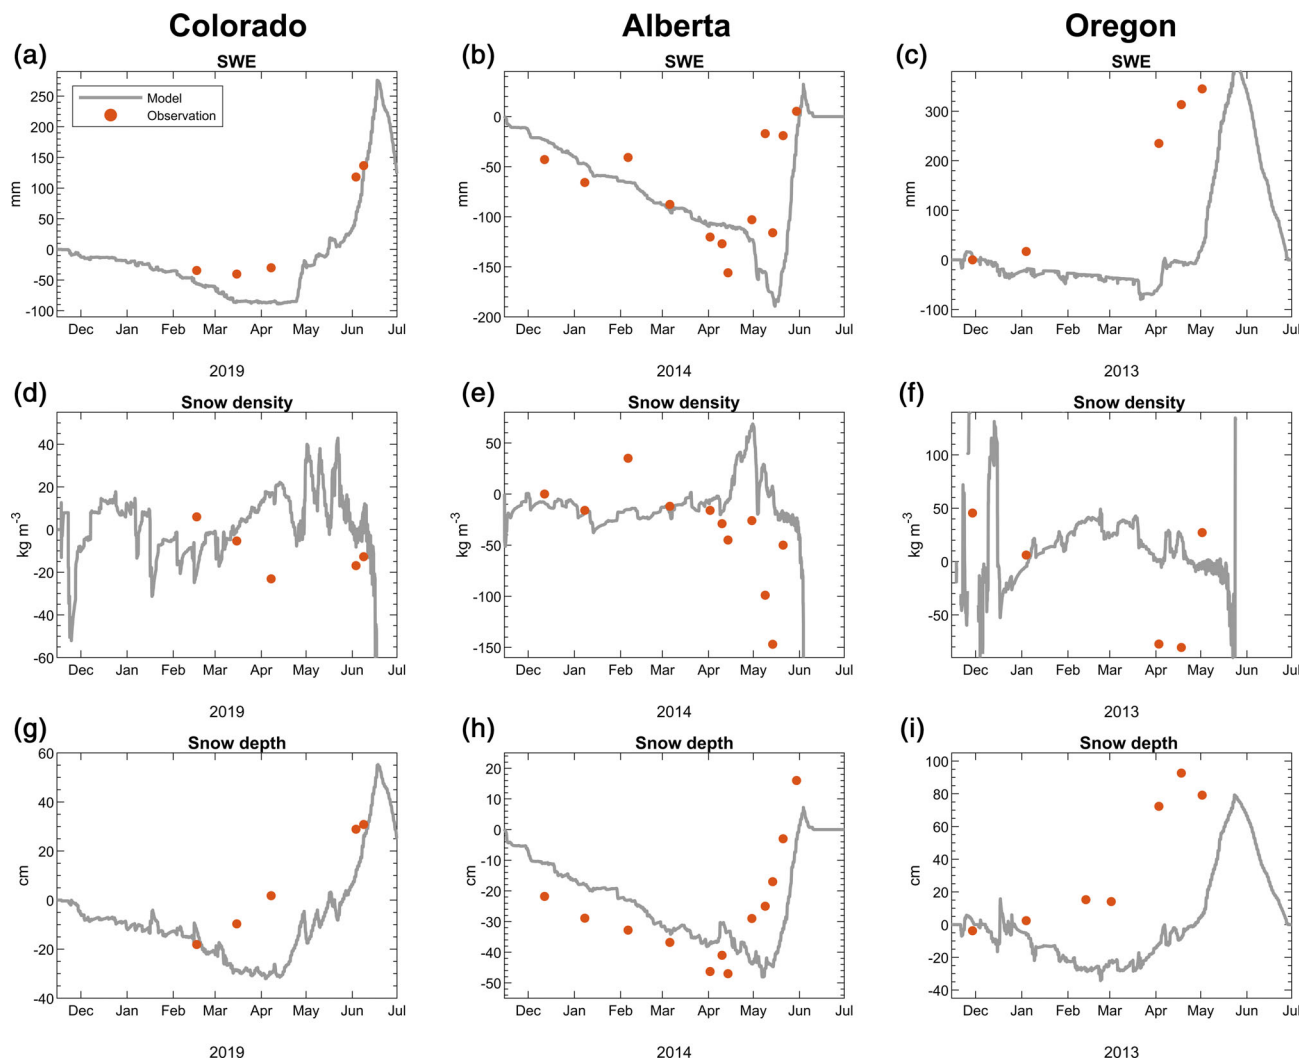 Colorado
Alberta
Oregon
(a)
SWE
(b)
SWE
(c)
SWE
Model
Observation
250
200
150
100
50
0
-50
-100
mm
Dec Jan Feb Mar Apr May Jun Jul
2019
0
-50
-100
-150
-200
mm
Dec Jan Feb Mar Apr May Jun
2014
300
200
100
0
-100
mm
Dec Jan Feb Mar Apr May Jun Jul
2013
(d)
Snow density
(e)
Snow density
(f)
Snow density
40
20
0
-20
-40
-60
kg m-3
Dec Jan Feb Mar Apr May Jun Jul
2019
50
0
-50
-100
-150
kg m-3
Dec Jan Feb Mar Apr May Jun
2014
100
50
0
-50
kg m-3
Dec Jan Feb Mar Apr May Jun Jul
2013
(g)
Snow depth
(h)
Snow depth
(i)
Snow depth
60
40
20
0
-20
-40
cm
Dec Jan Feb Mar Apr May Jun Jul
2019
20
10
0
-10
-20
-30
-40
-50
cm
Dec Jan Feb Mar Apr May Jun
2014
100
80
60
40
20
0
-20
-40
cm
Dec Jan Feb Mar Apr May Jun Jul
2013